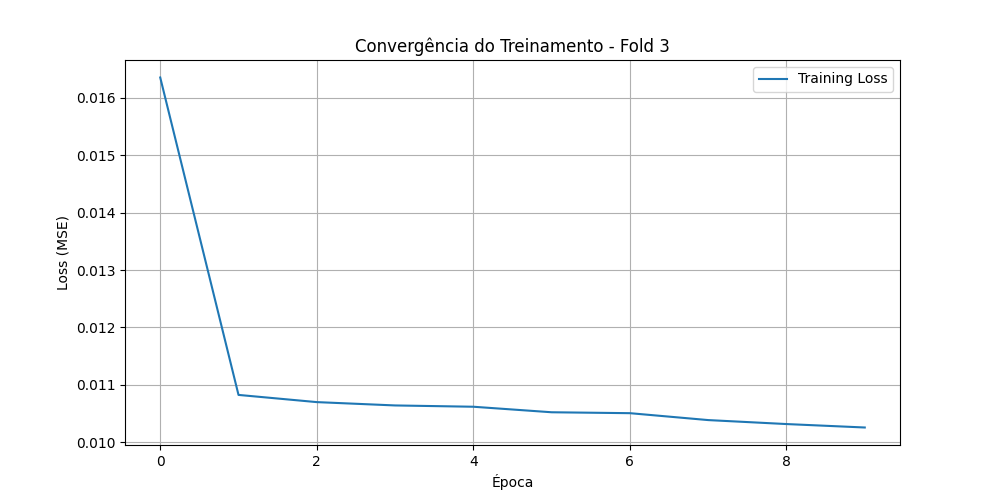 Convergência do Treinamento - Fold 3
Training Loss
0.016
0.015
0.014
0.013
0.012
0.011
0.010
Loss (MSE)
0 2 4 6 8
Época